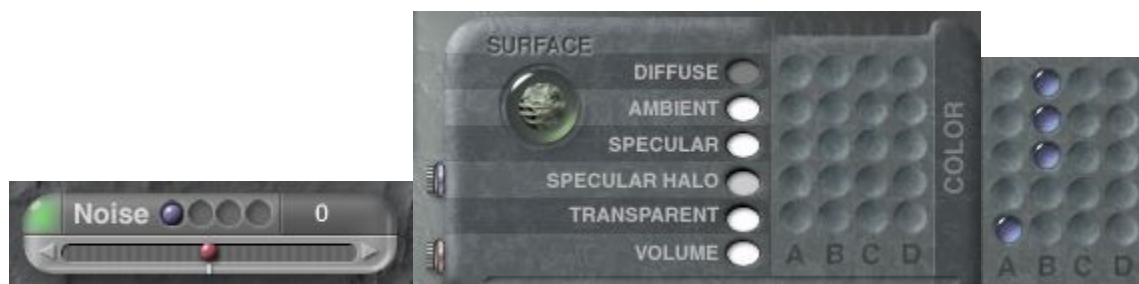 Noise 0
SURFACE
DIFFUSE
AMBIENT
SPECULAR
SPECULAR HALO
TRANSPARENT
VOLUME
A B C D
COLOR
A B C D